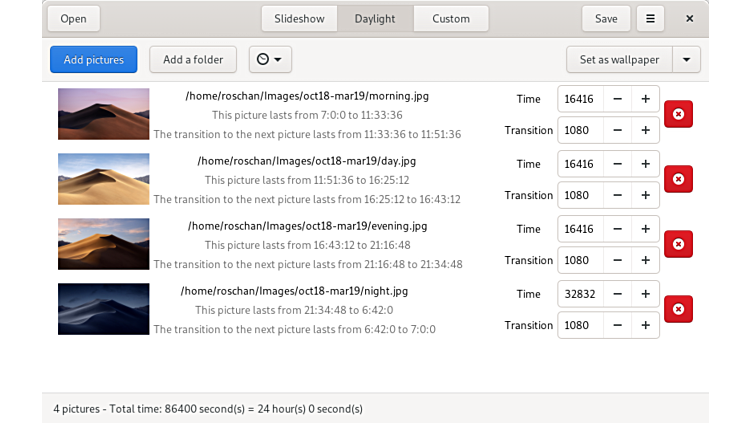 Open Slideshow Daylight Custom Save
Add pictures Add a folder Set as wallpaper
/home/roschan/Images/oct18-mar19/morning.jpg
This picture lasts from 7:0:0 to 11:33:36
The transition to the next picture lasts from 11:33:36 to 11:51:36
Time 16416
Transition 1080
/home/roschan/Images/oct18-mar19/day.jpg
This picture lasts from 11:51:36 to 16:25:12
The transition to the next picture lasts from 16:25:12 to 16:43:12
Time 16416
Transition 1080
/home/roschan/Images/oct18-mar19/evening.jpg
This picture lasts from 16:43:12 to 21:16:48
The transition to the next picture lasts from 21:16:48 to 21:34:48
Time 16416
Transition 1080
/home/roschan/Images/oct18-mar19/night.jpg
This picture lasts from 21:34:48 to 6:42:0
The transition to the next picture lasts from 6:42:0 to 7:0:0
Time 32832
Transition 1080
4 pictures - Total time: 86400 second(s) = 24 hour(s) 0 second(s)